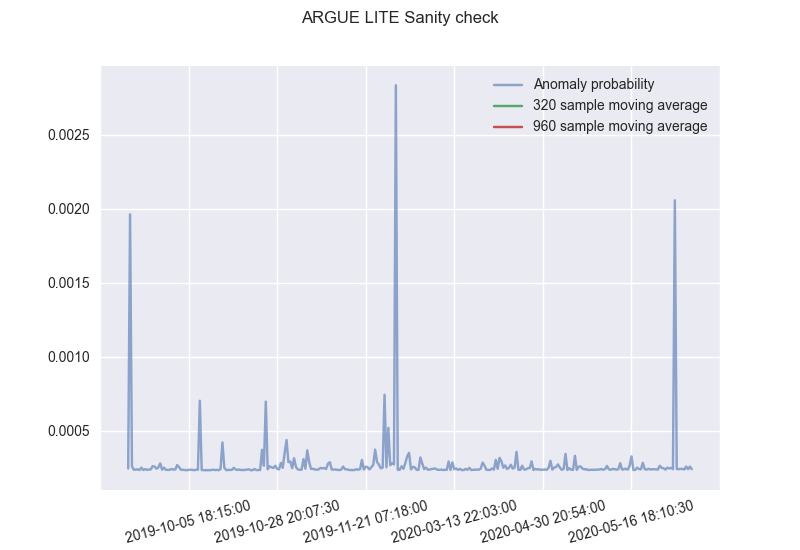 ARGUE LITE Sanity check
Anomaly probability
320 sample moving average
960 sample moving average
0.0025
0.0020
0.0015
0.0010
0.0005
2019-10-05 18:15:00
2019-10-28 20:07:30
2019-11-21 07:18:00
2020-03-13 22:03:00
2020-04-30 20:54:00
2020-05-16 18:10:30